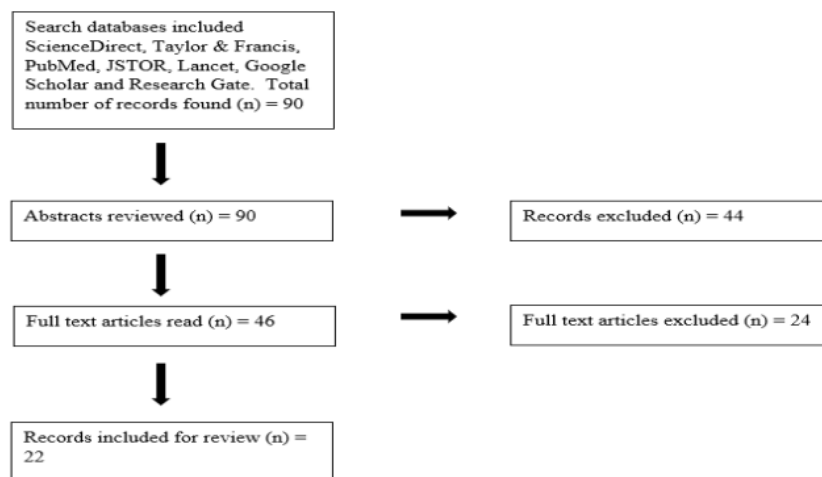 Search databases included
ScienceDirect, Taylor & Francis,
PubMed, JSTOR, Lancet, Google
Scholar and Research Gate.  Total
number of records found (n) = 90
Abstracts reviewed (n) = 90
Records excluded (n) = 44
Full text articles read (n) = 46
Full text articles excluded (n) = 24
Records included for review (n) =
22